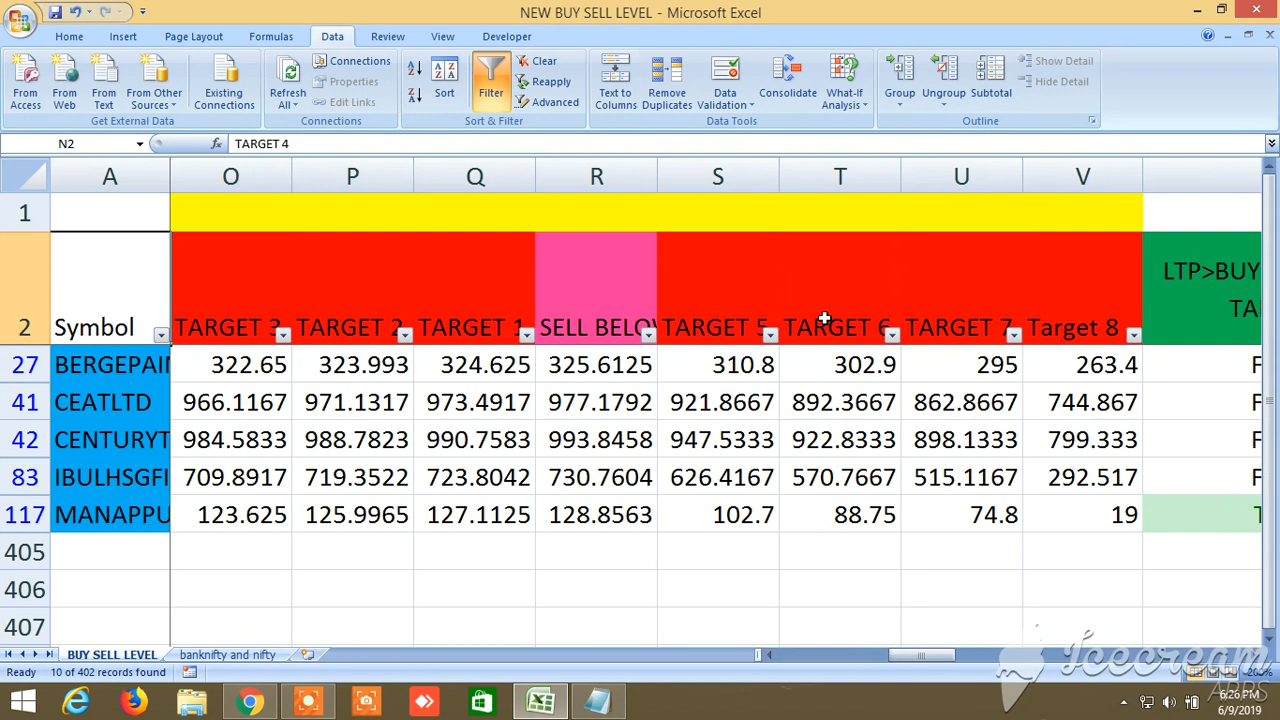 NEW BUY SELL LEVEL - Microsoft Excel
Home Insert Page Layout Formulas Data Review View Developer
From Access
From Web
From Text
From Other Sources
Existing Connections
Get External Data
Refresh All
Connections
Properties
Edit Links
Connections
Sort
Filter
Clear
Reapply
Advanced
Sort & Filter
Text to Columns
Remove Duplicates
Data Validation
Consolidate
What-If Analysis
Data Tools
Group
Ungroup
Subtotal
Show Detail
Hide Detail
Outline
N2 fx TARGET 4
A O P Q R S T U V
1
LTP>BUY
TA
2 Symbol TARGET 3 TARGET 2 TARGET 1 SELL BELOW TARGET 5 TARGET 6 TARGET 7 Target 8
27 BERGEPAI 322.65 323.993 324.625 325.6125 310.8 302.9 295 263.4 F
41 CEATLTD 966.1167 971.1317 973.4917 977.1792 921.8667 892.3667 862.8667 744.867 F
42 CENTURYT 984.5833 988.7823 990.7583 993.8458 947.5333 922.8333 898.1333 799.333 F
83 IBULHSGFI 709.8917 719.3522 723.8042 730.7604 626.4167 570.7667 515.1167 292.517 F
117 MANAPPU 123.625 125.9965 127.1125 128.8563 102.7 88.75 74.8 19 T
405
406
407
BUY SELL LEVEL banknifty and nifty
Ready 10 of 402 records found 200%
Icecream
APPS
6:26 PM
6/9/2019